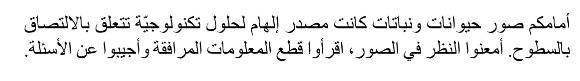 أمامكم صور حيوانات ونباتات كانت مصدر إلهام لحلول تكنولوجيّة تتعلق بالالتصاق
بالسطوح. أمعنوا النظر في الصور، اقرأوا قطع المعلومات المرافقة وأجيبوا عن الأسئلة.